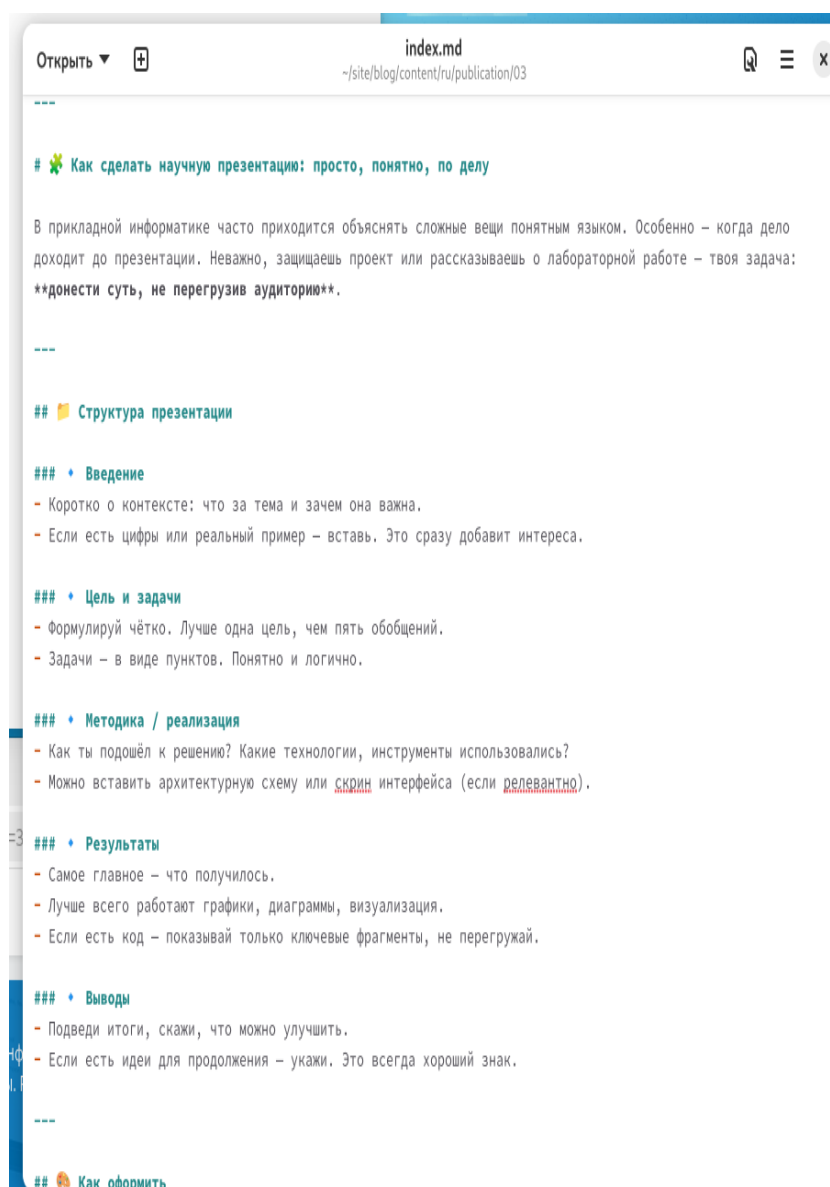 Открыть
index.md
~/site/blog/content/ru/publication/03
---
# 🧩 Как сделать научную презентацию: просто, понятно, по делу
В прикладной информатике часто приходится объяснять сложные вещи понятным языком. Особенно — когда дело
доходит до презентации. Неважно, защищаешь проект или рассказываешь о лабораторной работе — твоя задача:
**донести суть, не перегрузив аудиторию**.
---
## 📁 Структура презентации
### 🔹 Введение
- Коротко о контексте: что за тема и зачем она важна.
- Если есть цифры или реальный пример — вставь. Это сразу добавит интереса.
### 🔹 Цель и задачи
- Формулируй чётко. Лучше одна цель, чем пять обобщений.
- Задачи — в виде пунктов. Понятно и логично.
### 🔹 Методика / реализация
- Как ты подошёл к решению? Какие технологии, инструменты использовались?
- Можно вставить архитектурную схему или скрин интерфейса (если релевантно).
=3
### 🔹 Результаты
- Самое главное — что получилось.
- Лучше всего работают графики, диаграммы, визуализация.
- Если есть код — показывай только ключевые фрагменты, не перегружай.
### 🔹 Выводы
- Подведи итоги, скажи, что можно улучшить.
- Если есть идеи для продолжения — укажи. Это всегда хороший знак.
---
## 🎨 Как оформить